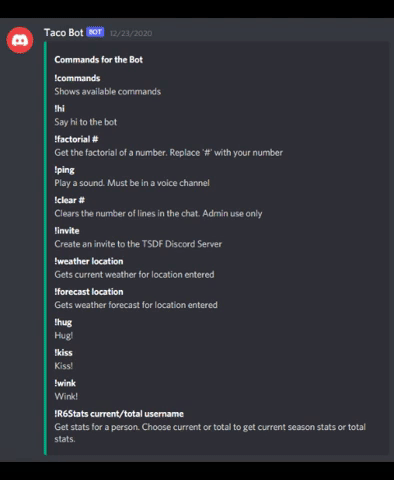 Taco Bot BOT 12/23/2020
Commands for the Bot
!commands
Shows available commands
!hi
Say hi to the bot
!factorial #
Get the factorial of a number. Replace '#' with your number
!ping
Play a sound. Must be in a voice channel
!clear #
Clears the number of lines in the chat. Admin use only
!invite
Create an invite to the TSDF Discord Server
!weather location
Gets current weather for location entered
!forecast location
Gets weather forecast for location entered
!hug
Hug!
!kiss
Kiss!
!wink
Wink!
!R6Stats current/total username
Get stats for a person. Choose current or total to get current season stats or total
stats.